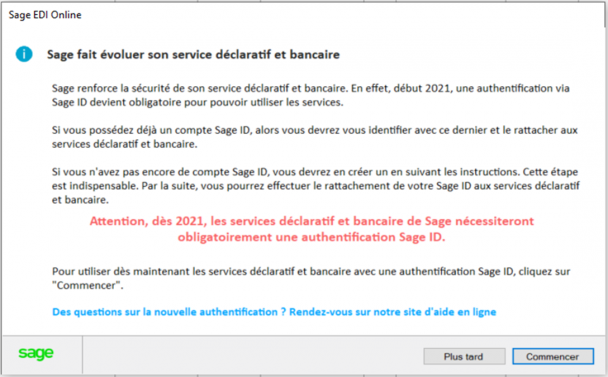 Sage EDI Online
Sage fait évoluer son service déclaratif et bancaire
Sage renforce la sécurité de son service déclaratif et bancaire. En effet, début 2021, une authentification via
Sage ID devient obligatoire pour pouvoir utiliser les services.
Si vous possédez déjà un compte Sage ID, alors vous devrez vous identifier avec ce dernier et le rattacher aux
services déclaratif et bancaire.
Si vous n'avez pas encore de compte Sage ID, vous devrez en créer un en suivant les instructions. Cette étape
est indispensable. Par la suite, vous pourrez effectuer le rattachement de votre Sage ID aux services déclaratif
et bancaire.
Attention, dès 2021, les services déclaratif et bancaire de Sage nécessiteront
obligatoirement une authentification Sage ID.
Pour utiliser dès maintenant les services déclaratif et bancaire avec une authentification Sage ID, cliquez sur
"Commencer".
Des questions sur la nouvelle authentification ? Rendez-vous sur notre site d'aide en ligne
sage
Plus tard
Commencer